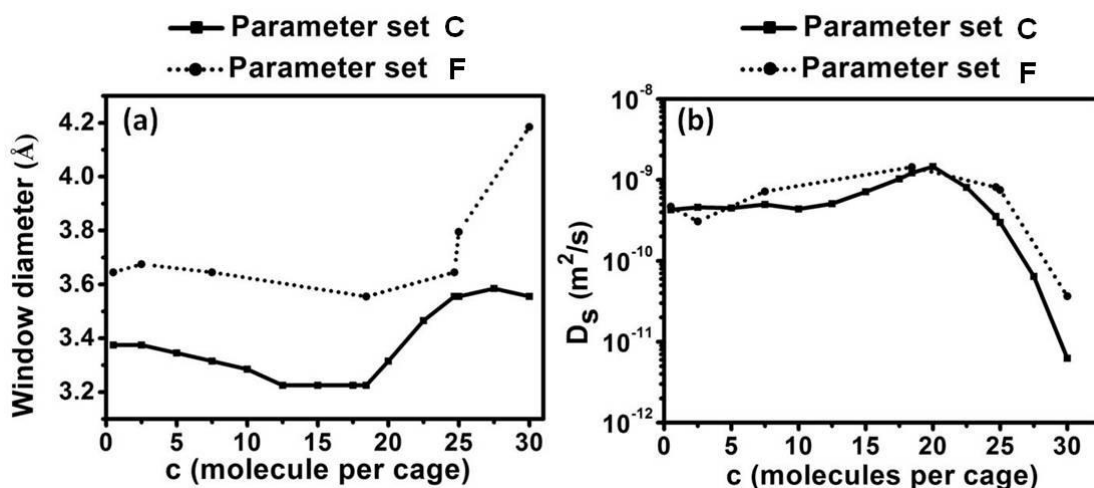 Parameter set C
Parameter set F
(a)
Window diameter (Å)
4.2
4.0
3.8
3.6
3.4
3.2
0 5 10 15 20 25 30
c (molecule per cage)
Parameter set C
Parameter set F
(b)
D_S (m²/s)
10⁻⁸
10⁻⁹
10⁻¹⁰
10⁻¹¹
10⁻¹²
0 5 10 15 20 25 30
c (molecules per cage)